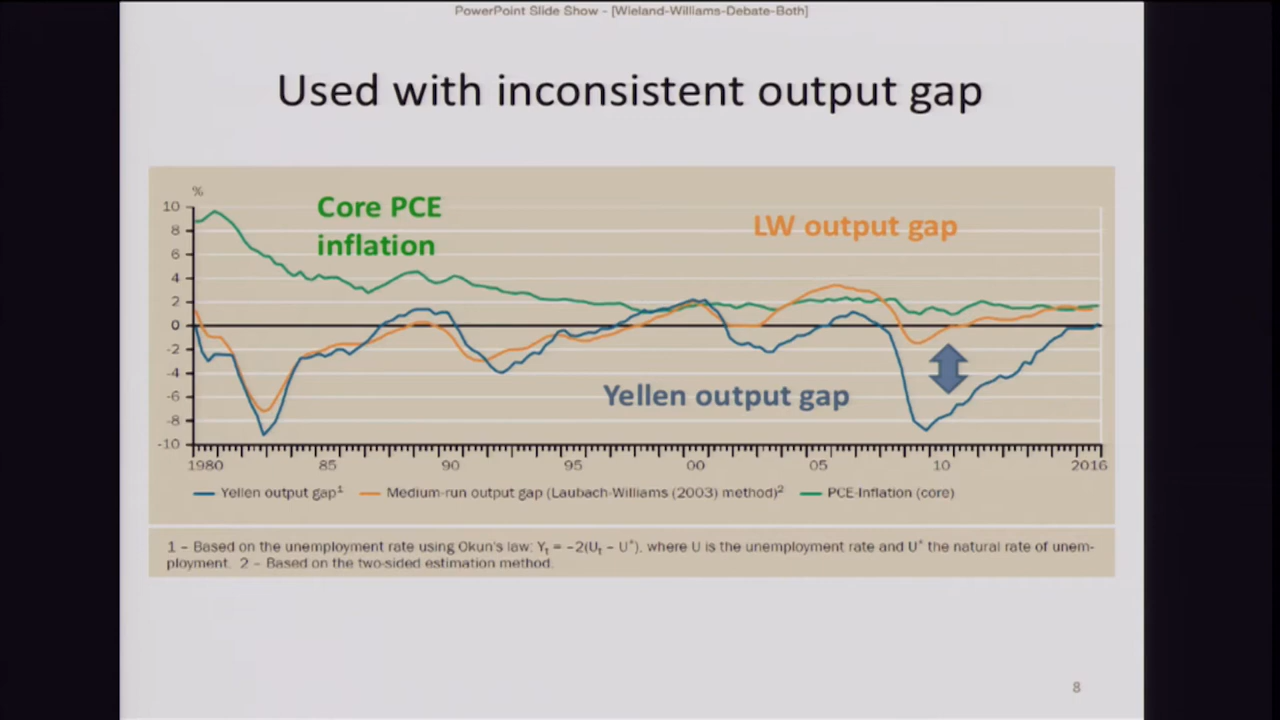 PowerPoint Slide Show - [Wieland-Williams-Debate-Both]
Used with inconsistent output gap
%
10
8
6
4
2
0
-2
-4
-6
-8
-10
Core PCE
inflation
LW output gap
Yellen output gap
1980 85 90 95 00 05 10 2016
Yellen output gap¹ Medium-run output gap (Laubach-Williams (2003) method)² PCE-Inflation (core)
1 – Based on the unemployment rate using Okun's law: Yₜ = −2(Uₜ − U*), where U is the unemployment rate and U* the natural rate of unem-
ployment. 2 – Based on the two-sided estimation method.
8